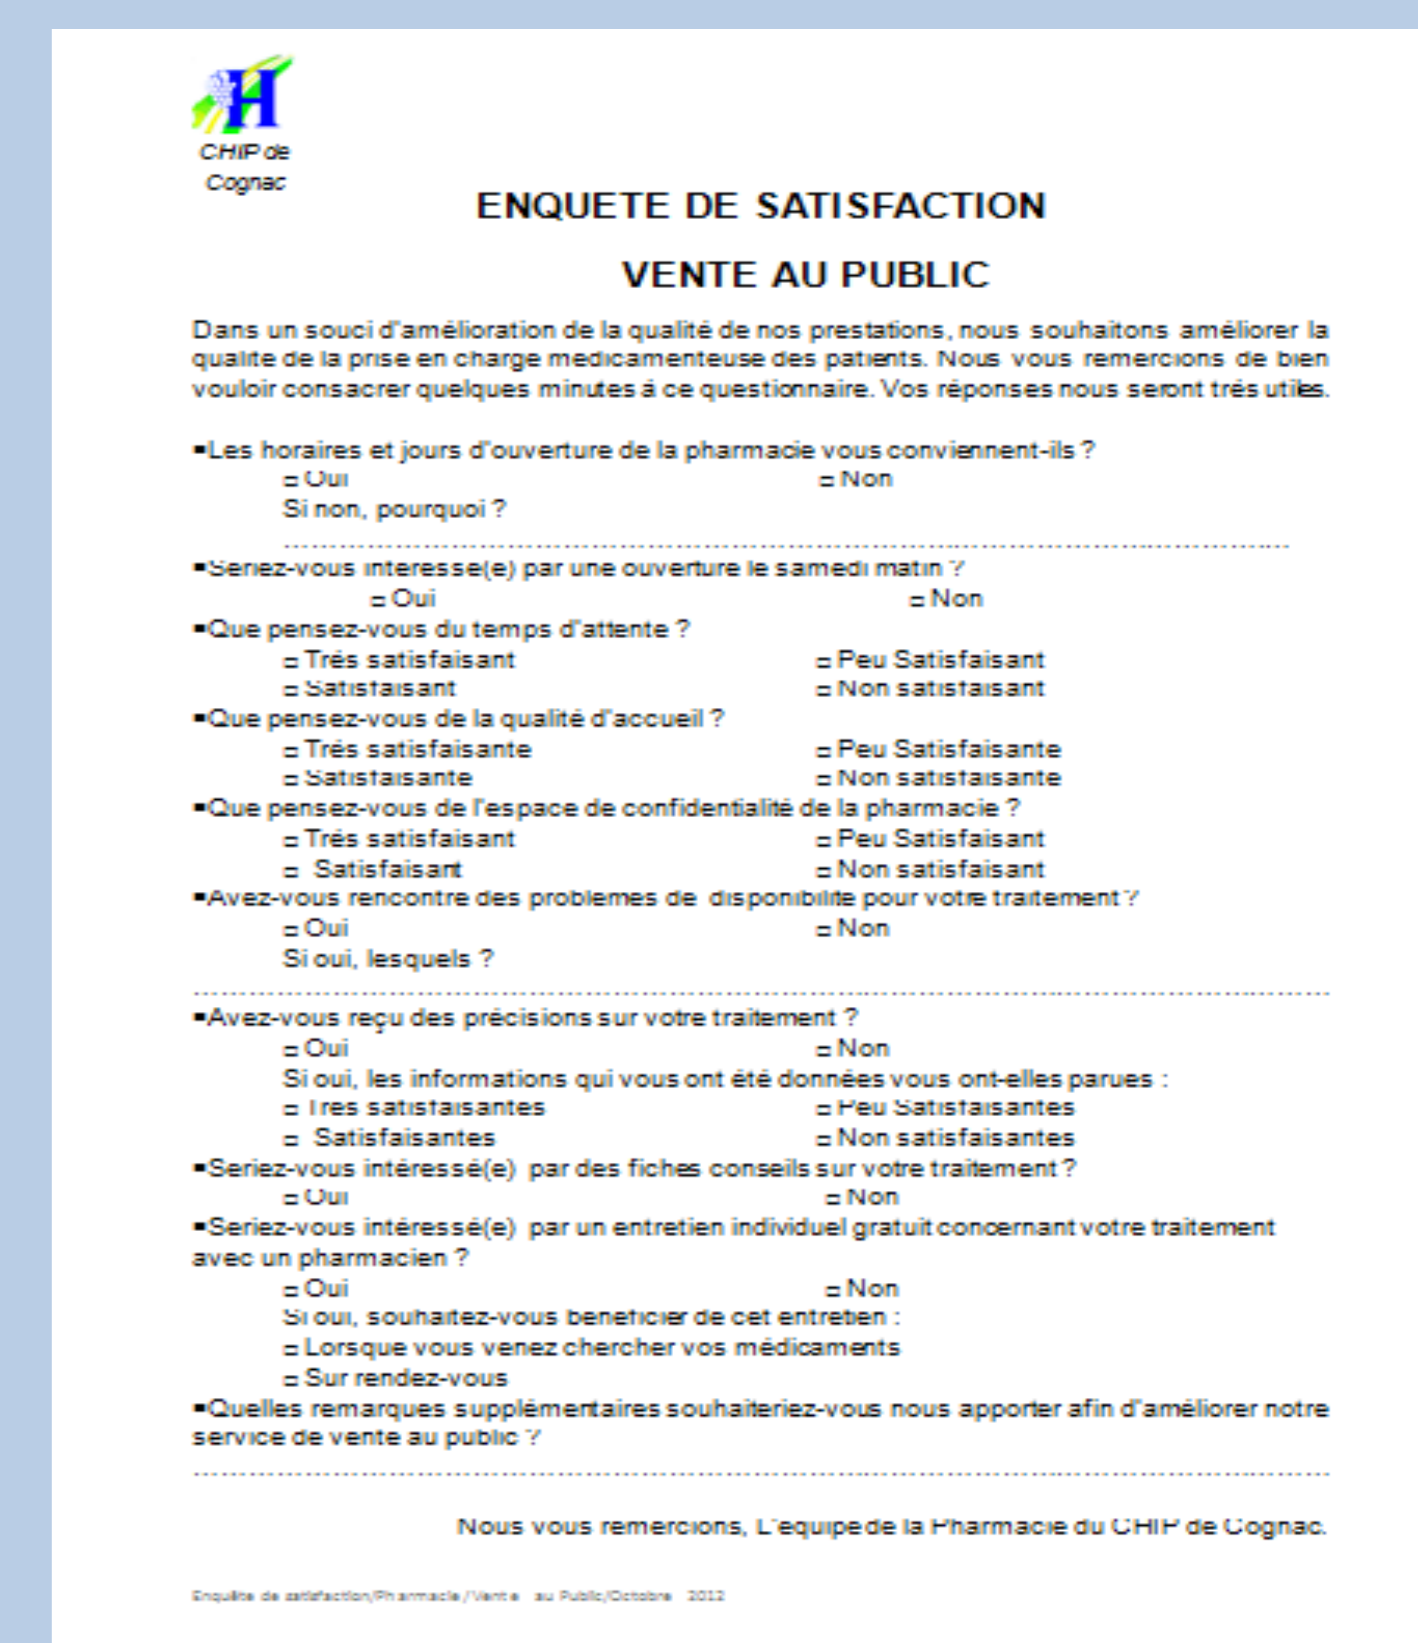 H
CHIP de
Cognac
ENQUETE DE SATISFACTION
VENTE AU PUBLIC
Dans un souci d'amélioration de la qualité de nos prestations, nous souhaitons améliorer la
qualité de la prise en charge médicamenteuse des patients. Nous vous remercions de bien
vouloir consacrer quelques minutes à ce questionnaire. Vos réponses nous seront très utiles.
▪Les horaires et jours d'ouverture de la pharmacie vous conviennent-ils ?
□ Oui □ Non
Si non, pourquoi ?
▪Seriez-vous intéressé(e) par une ouverture le samedi matin ?
□ Oui □ Non
▪Que pensez-vous du temps d'attente ?
□ Très satisfaisant □ Peu Satisfaisant
□ Satisfaisant □ Non satisfaisant
▪Que pensez-vous de la qualité d'accueil ?
□ Très satisfaisante □ Peu Satisfaisante
□ Satisfaisante □ Non satisfaisante
▪Que pensez-vous de l'espace de confidentialité de la pharmacie ?
□ Très satisfaisant □ Peu Satisfaisant
□ Satisfaisant □ Non satisfaisant
▪Avez-vous rencontré des problèmes de disponibilité pour votre traitement ?
□ Oui □ Non
Si oui, lesquels ?
▪Avez-vous reçu des précisions sur votre traitement ?
□ Oui □ Non
Si oui, les informations qui vous ont été données vous ont-elles parues :
□ Très satisfaisantes □ Peu Satisfaisantes
□ Satisfaisantes □ Non satisfaisantes
▪Seriez-vous intéressé(e) par des fiches conseils sur votre traitement ?
□ Oui □ Non
▪Seriez-vous intéressé(e) par un entretien individuel gratuit concernant votre traitement
avec un pharmacien ?
□ Oui □ Non
Si oui, souhaitez-vous bénéficier de cet entretien :
□ Lorsque vous venez chercher vos médicaments
□ Sur rendez-vous
▪Quelles remarques supplémentaires souhaiteriez-vous nous apporter afin d'améliorer notre
service de vente au public ?
Nous vous remercions, L'équipe de la Pharmacie du CHIP de Cognac.
Enquête de satisfaction/Pharmacie/Vente au Public/Octobre 2012